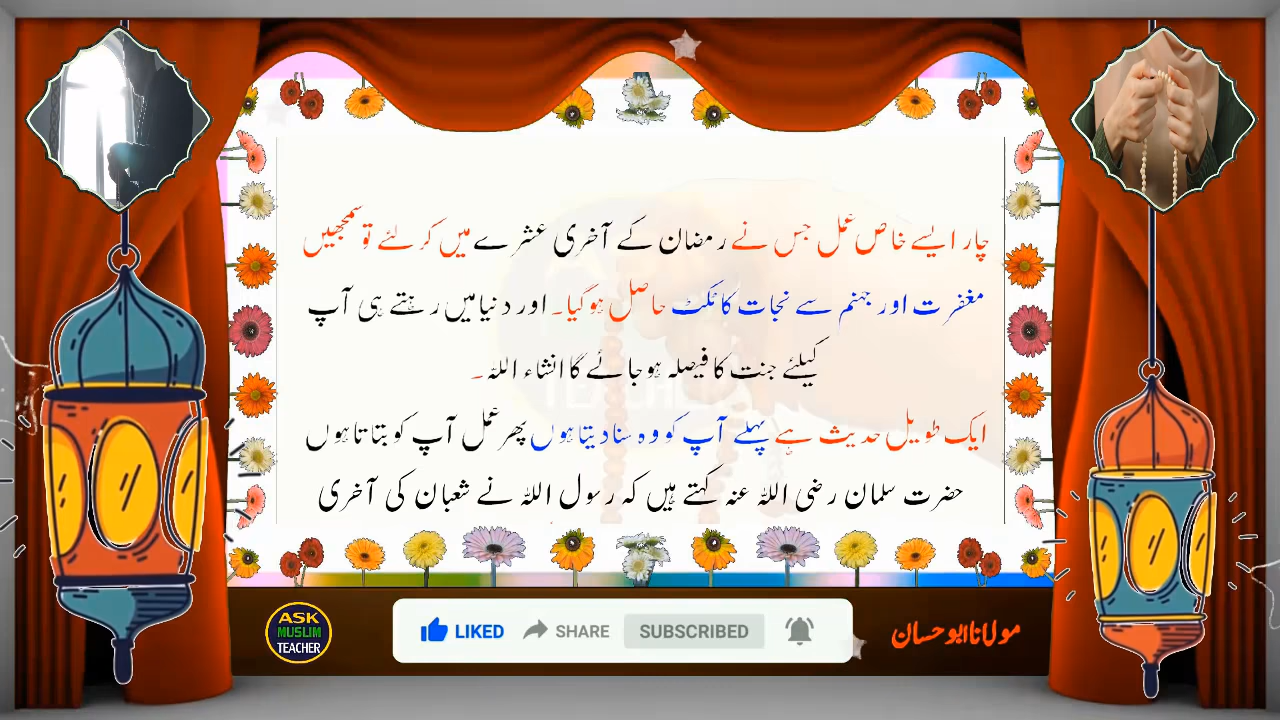 چار ایسے خاص عمل جس نے رمضان کے آخری عشرے میں کر لئے تو سمجھیں
مغفرت اور جہنم سے نجات کا ٹکٹ حاصل ہوگیا۔ اور دنیا میں رہتے ہی آپ
کیلئے جنت کا فیصلہ ہو جائے گا انشاء اللہ۔
ایک طویل حدیث ہے پہلے آپ کو وہ سنا دیتا ہوں پھر عمل آپ کو بتاتا ہوں
حضرت سلمان رضی اللہ عنہ کہتے ہیں کہ رسول اللہ نے شعبان کی آخری
ASK
MUSLIM
TEACHER
LIKED
SHARE
SUBSCRIBED
مولانا ابو حسان